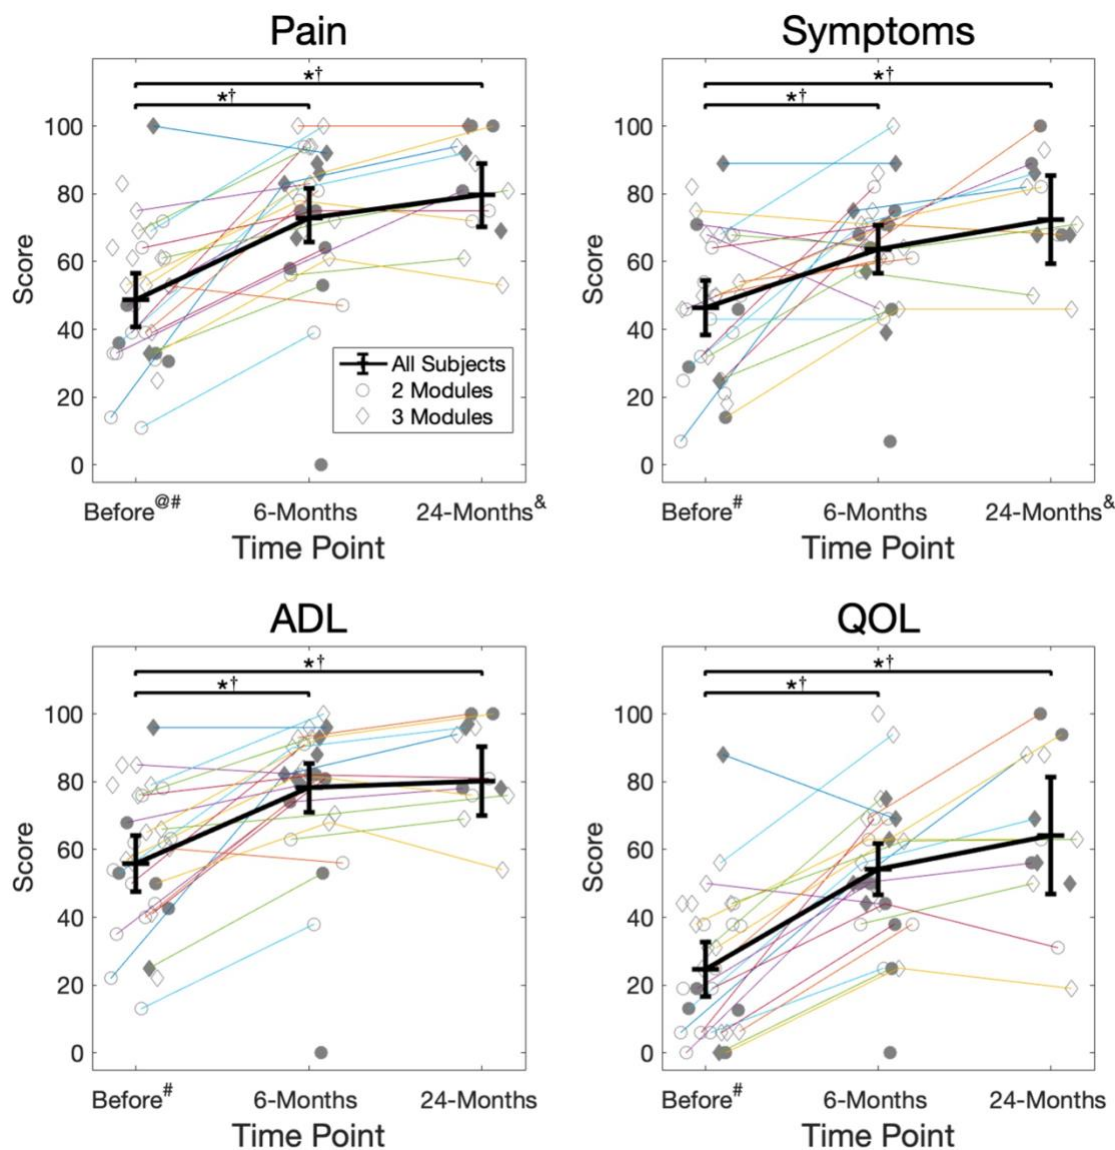 Pain
*†
*†
100
80
60
40
20
0
Score
All Subjects
2 Modules
3 Modules
Before@#
6-Months
24-Months&
Time Point
Symptoms
*†
*†
100
80
60
40
20
0
Score
Before#
6-Months
24-Months&
Time Point
ADL
*†
*†
100
80
60
40
20
0
Score
Before#
6-Months
24-Months
Time Point
QOL
*†
*†
100
80
60
40
20
0
Score
Before#
6-Months
24-Months
Time Point